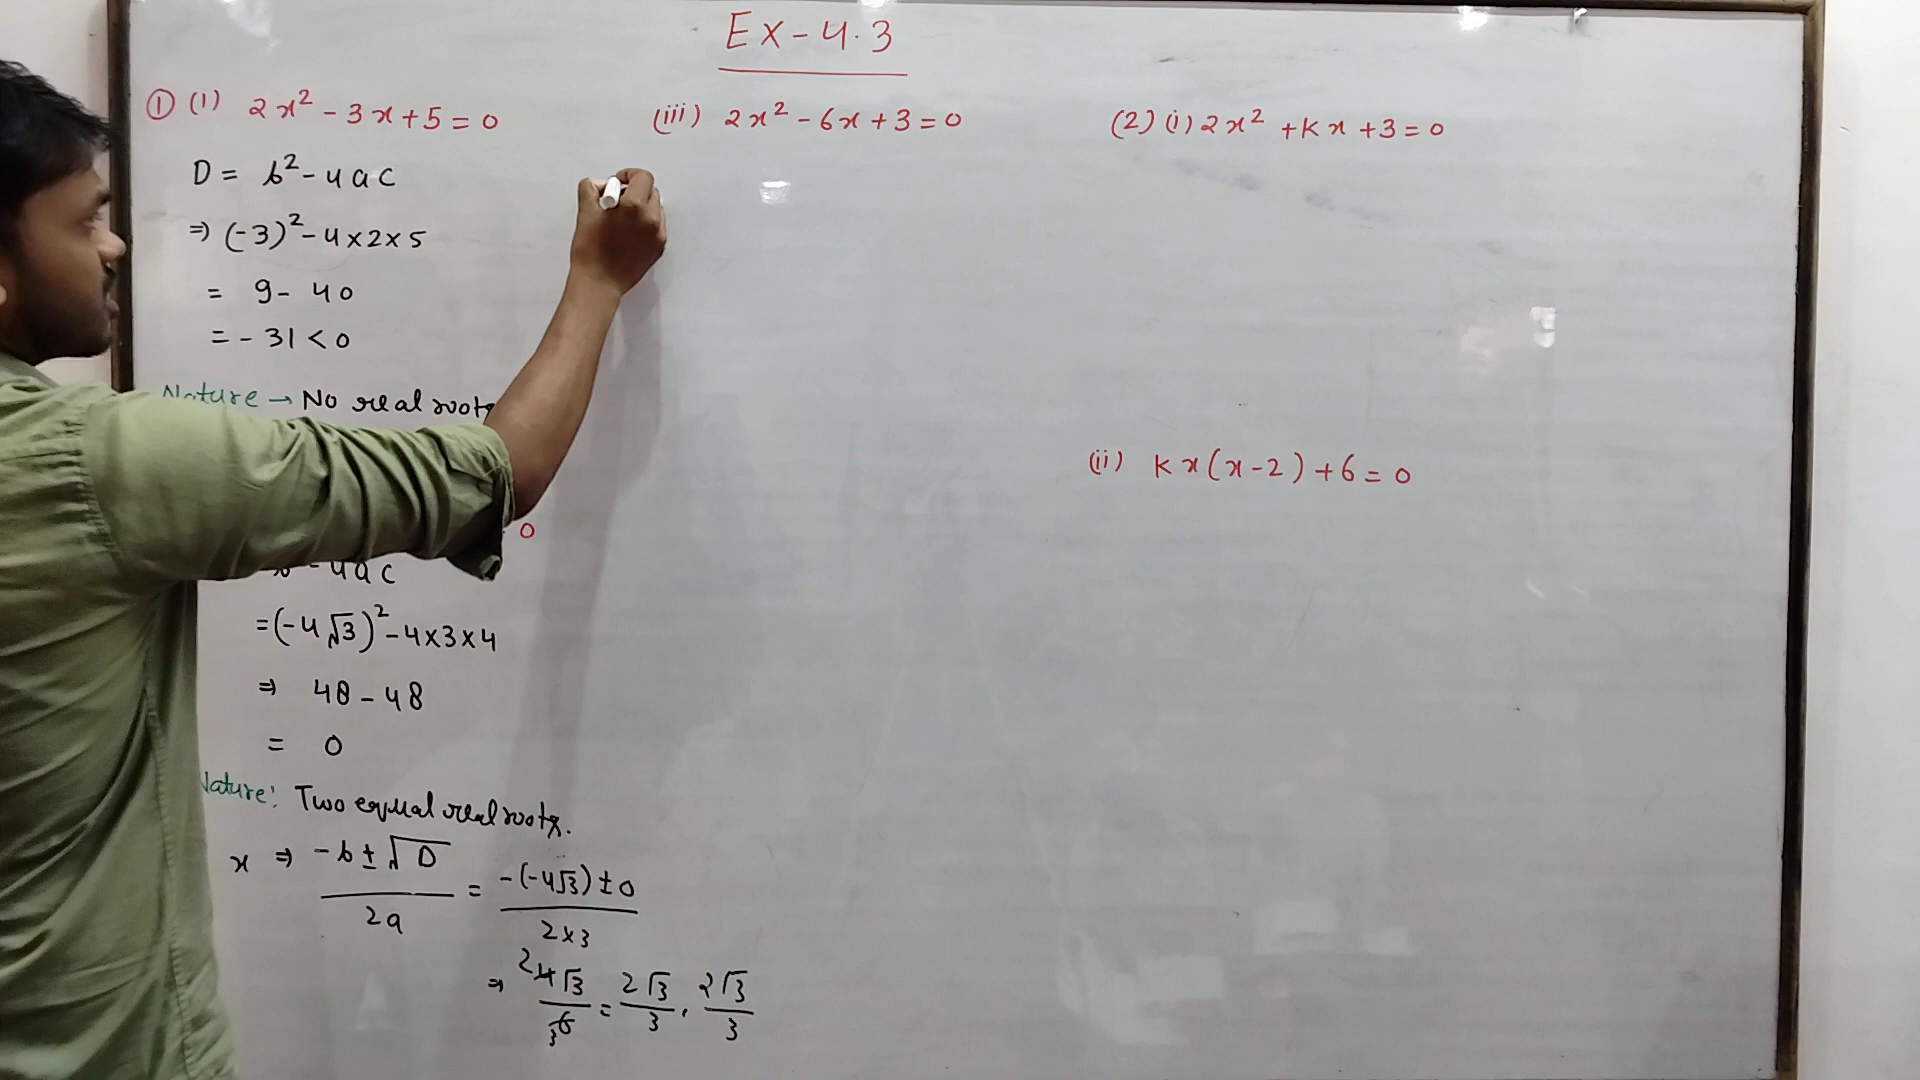 Ex-4.3
① (i) 2x² - 3x + 5 = 0
D = b² - 4ac
⇒ (-3)² - 4×2×5
= 9 - 40
= - 31 < 0
Nature → No real roots
0
- 4ac
= (-4√3)² - 4×3×4
⇒ 48 - 48
= 0
Nature: Two equal real roots.
x ⇒ (-b ± √D)/2a = (-(-4√3) ± 0)/(2×3)
⇒ 4√3/6 = 2√3/3, 2√3/3
(iii) 2x² - 6x + 3 = 0
(2) (i) 2x² + Kx + 3 = 0
(ii) Kx(x-2) + 6 = 0